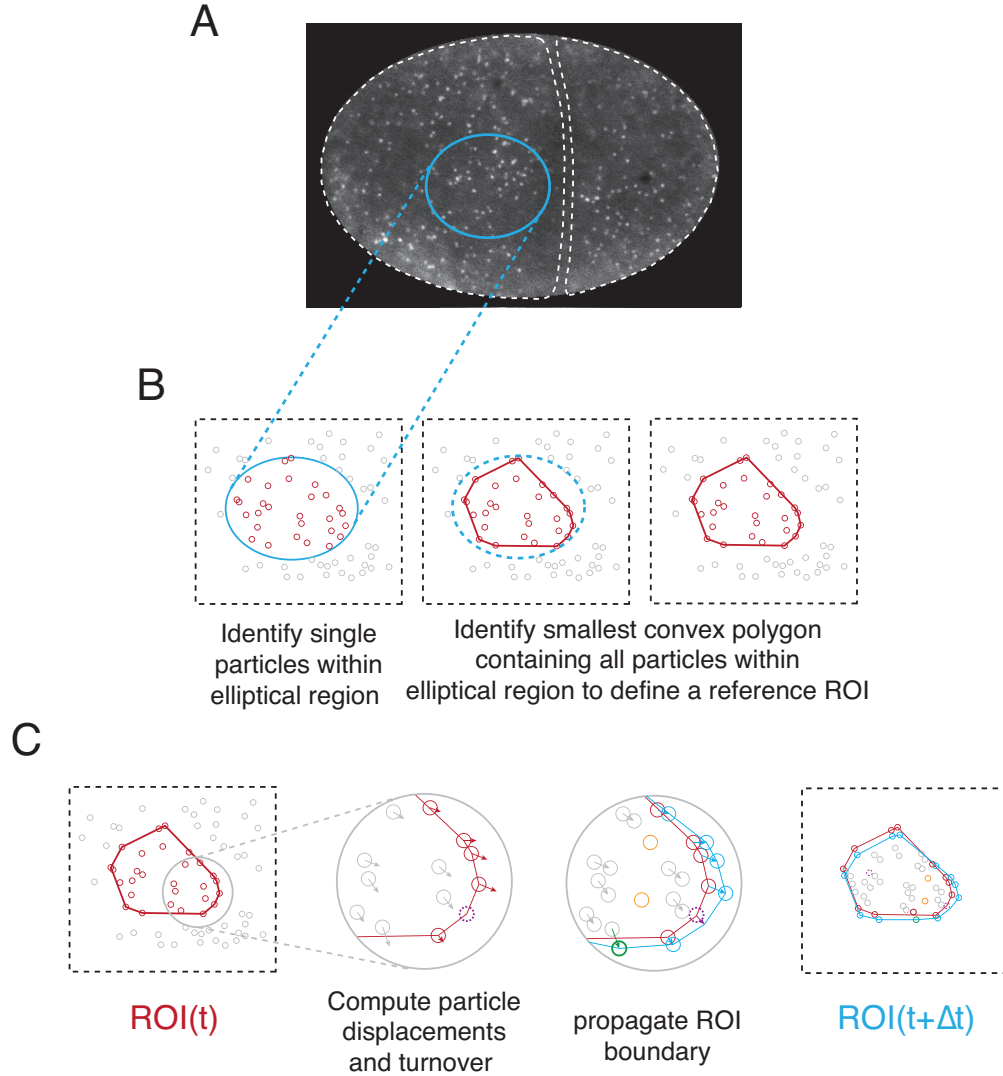 A
B
Identify single
particles within
elliptical region
Identify smallest convex polygon
containing all particles within
elliptical region to define a reference ROI
C
ROI(t)
Compute particle
displacements
and turnover
propagate ROI
boundary
ROI(t+Δt)